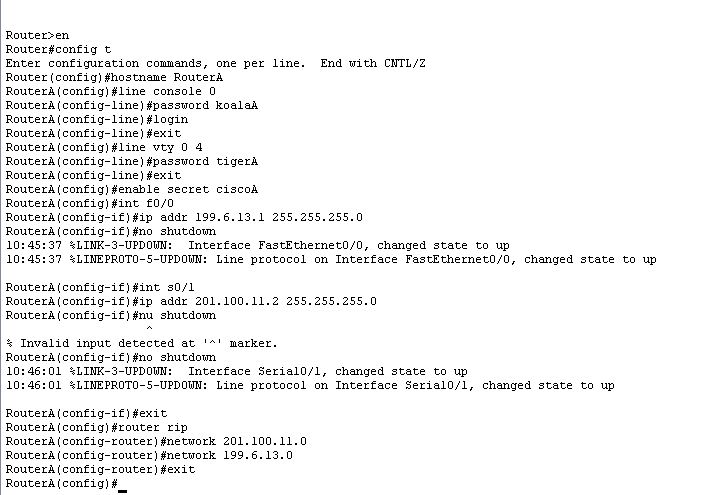 Router>en
Router#config t
Enter configuration commands, one per line.  End with CNTL/Z
Router(config)#hostname RouterA
RouterA(config)#line console 0
RouterA(config-line)#password koalaA
RouterA(config-line)#login
RouterA(config-line)#exit
RouterA(config)#line vty 0 4
RouterA(config-line)#password tigerA
RouterA(config-line)#exit
RouterA(config)#enable secret ciscoA
RouterA(config)#int f0/0
RouterA(config-if)#ip addr 199.6.13.1 255.255.255.0
RouterA(config-if)#no shutdown
10:45:37 %LINK-3-UPDOWN:  Interface FastEthernet0/0, changed state to up
10:45:37 %LINEPROTO-5-UPDOWN: Line protocol on Interface FastEthernet0/0, changed state to up
RouterA(config-if)#int s0/1
RouterA(config-if)#ip addr 201.100.11.2 255.255.255.0
RouterA(config-if)#nu shutdown
^
% Invalid input detected at '^' marker.
RouterA(config-if)#no shutdown
10:46:01 %LINK-3-UPDOWN:  Interface Serial0/1, changed state to up
10:46:01 %LINEPROTO-5-UPDOWN: Line protocol on Interface Serial0/1, changed state to up
RouterA(config-if)#exit
RouterA(config)#router rip
RouterA(config-router)#network 201.100.11.0
RouterA(config-router)#network 199.6.13.0
RouterA(config-router)#exit
RouterA(config)#